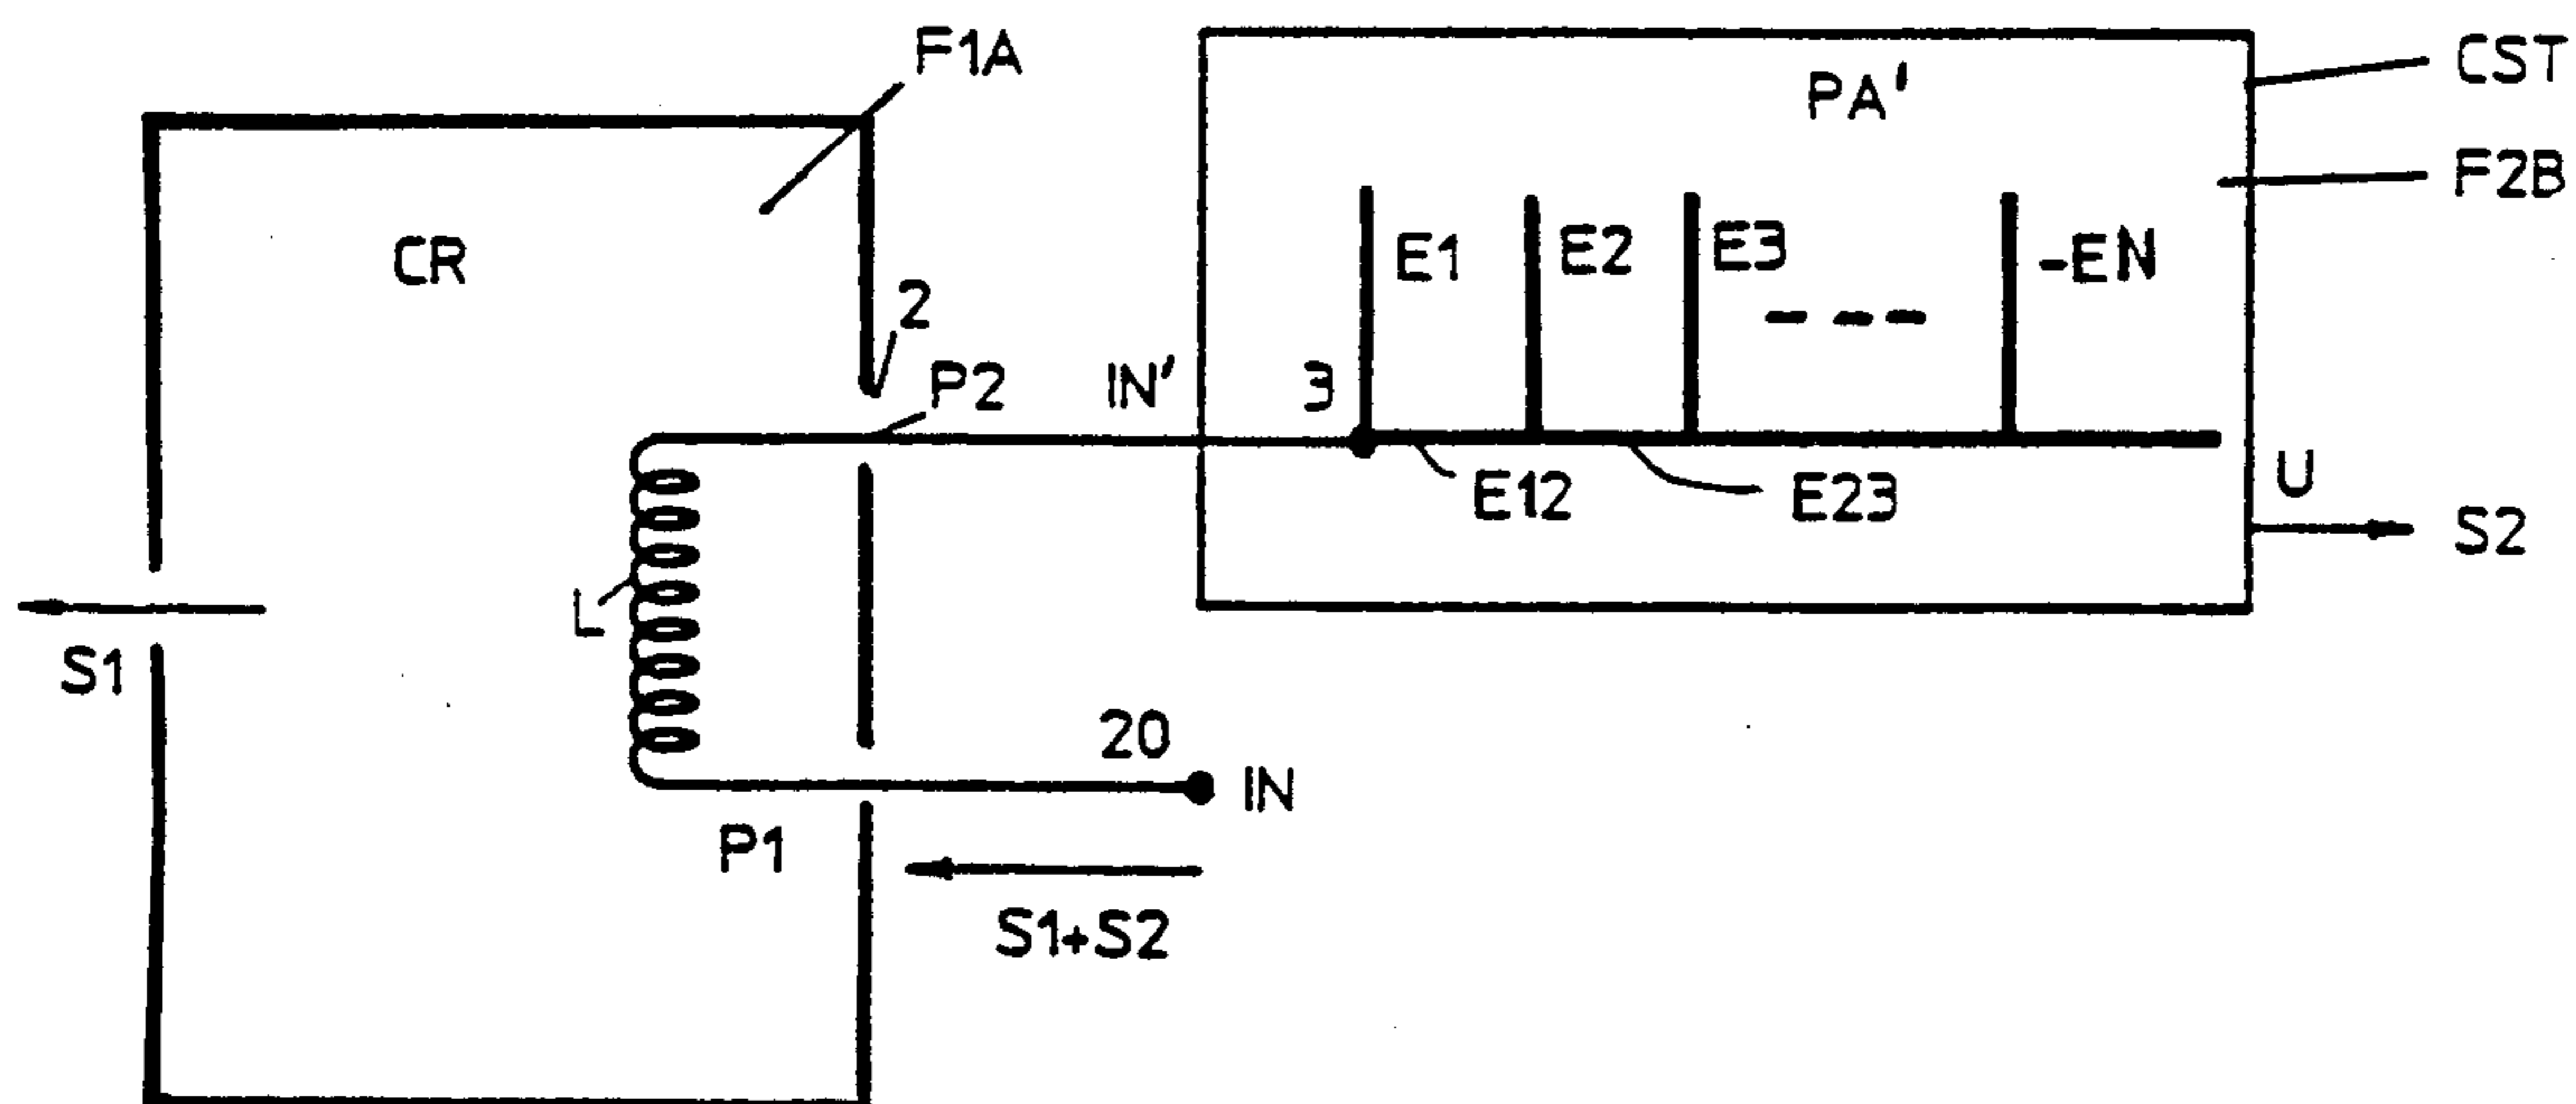 F1A
CST
PA'
F2B
CR
E1
E2
E3
-EN
2
P2
IN'
3
E12
E23
U
S2
L
S1
20
IN
P1
S1+S2